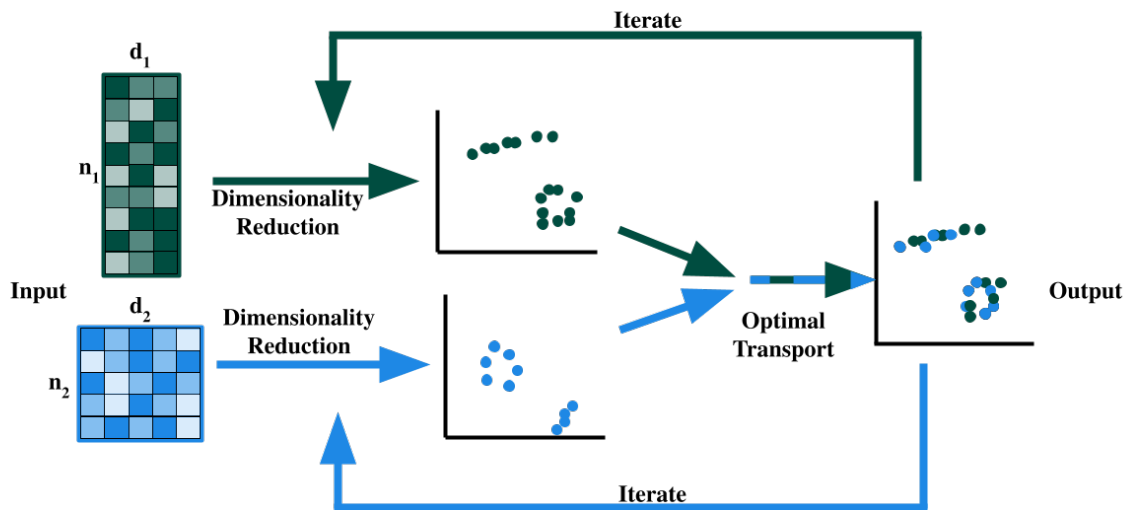 Iterate
d1
n1
Dimensionality
Reduction
Input
d2
n2
Dimensionality
Reduction
Optimal
Transport
Output
Iterate